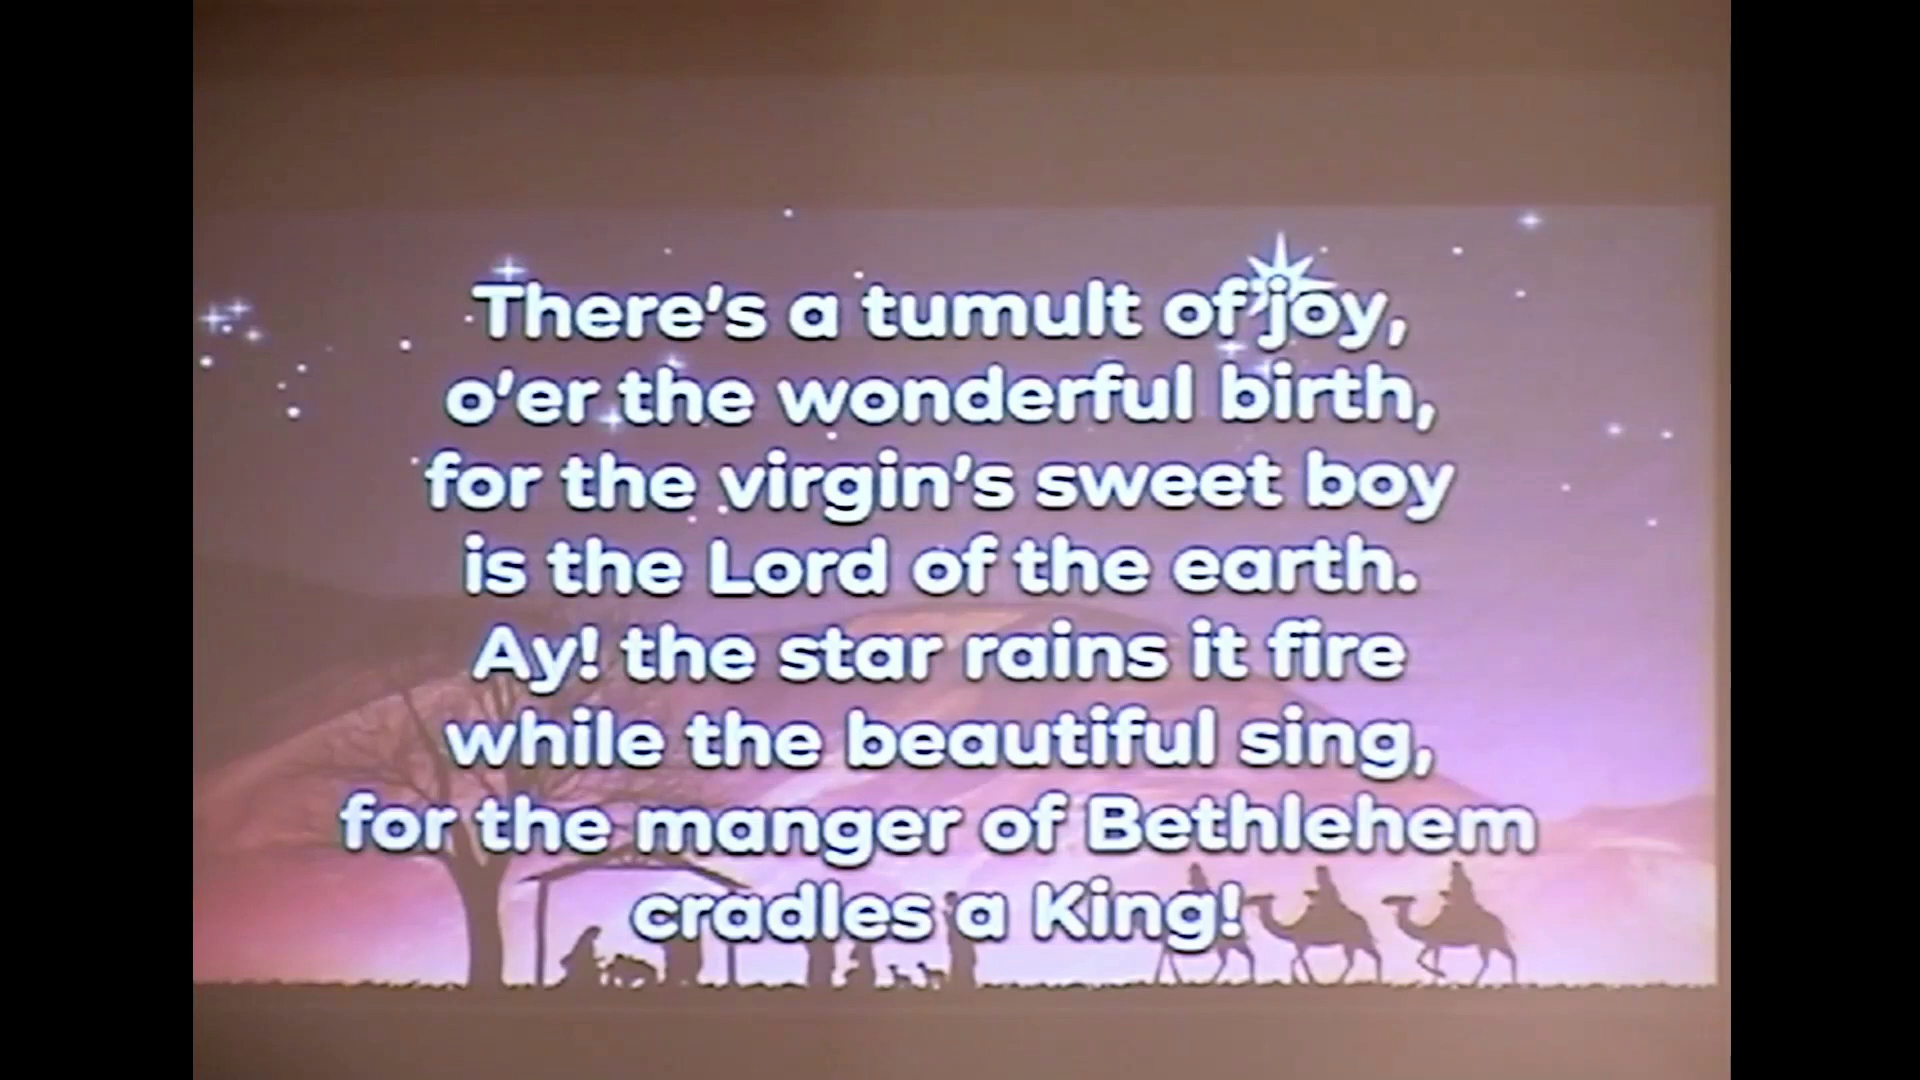 There's a tumult of joy,
o'er the wonderful birth,
for the virgin's sweet boy
is the Lord of the earth.
Ay! the star rains it fire
while the beautiful sing,
for the manger of Bethlehem
cradles a King!